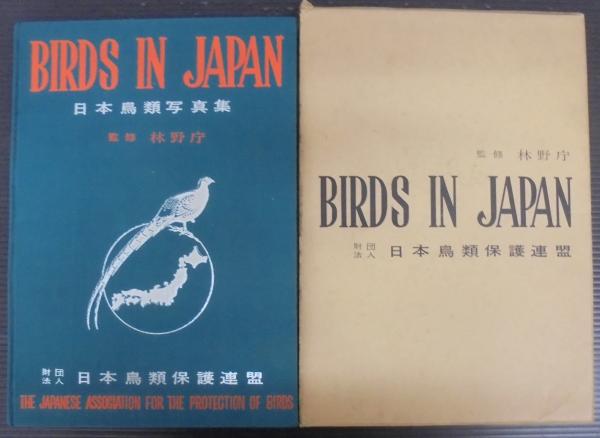 BIRDS IN JAPAN
日本鳥類写真集
監修 林野庁
財団法人 日本鳥類保護連盟
THE JAPANESE ASSOCIATION FOR THE PROTECTION OF BIRDS
監修 林野庁
BIRDS IN JAPAN
財団法人 日本鳥類保護連盟